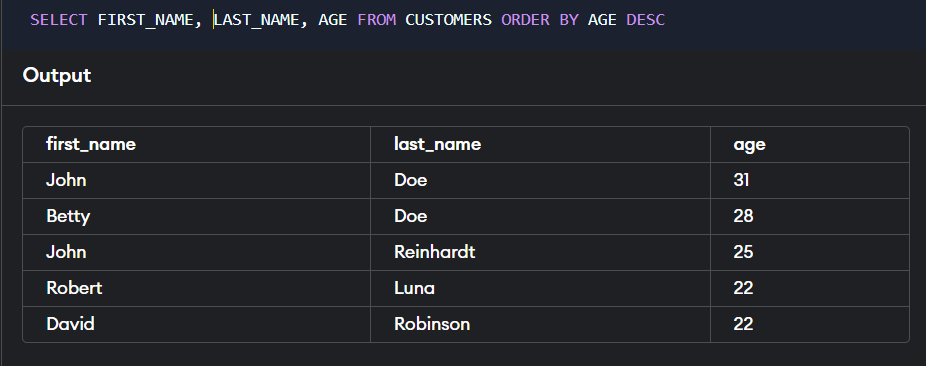 SELECT FIRST_NAME, LAST_NAME, AGE FROM CUSTOMERS ORDER BY AGE DESC
Output
first_name last_name age
John Doe 31
Betty Doe 28
John Reinhardt 25
Robert Luna 22
David Robinson 22